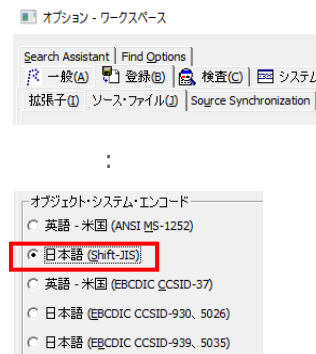 オプション - ワークスペース
Search Assistant Find Options
一般(A) 登録(B) 検査(C) システム
拡張子(I) ソース・ファイル(J) Source Synchronization
:
オブジェクト・システム・エンコード
英語 - 米国 (ANSI MS-1252)
日本語 (Shift-JIS)
英語 - 米国 (EBCDIC CCSID-37)
日本語 (EBCDIC CCSID-930、5026)
日本語 (EBCDIC CCSID-939、5035)